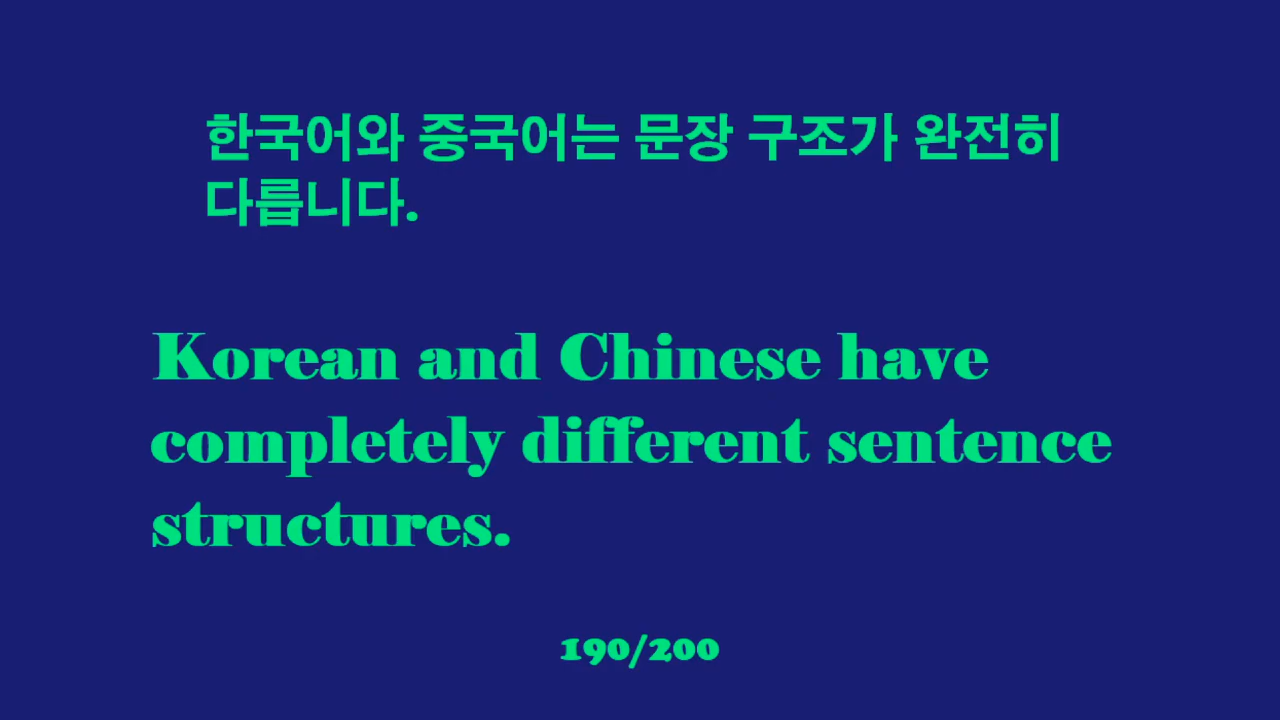 한국어와 중국어는 문장 구조가 완전히
다릅니다.
Korean and Chinese have
completely different sentence
structures.
190/200